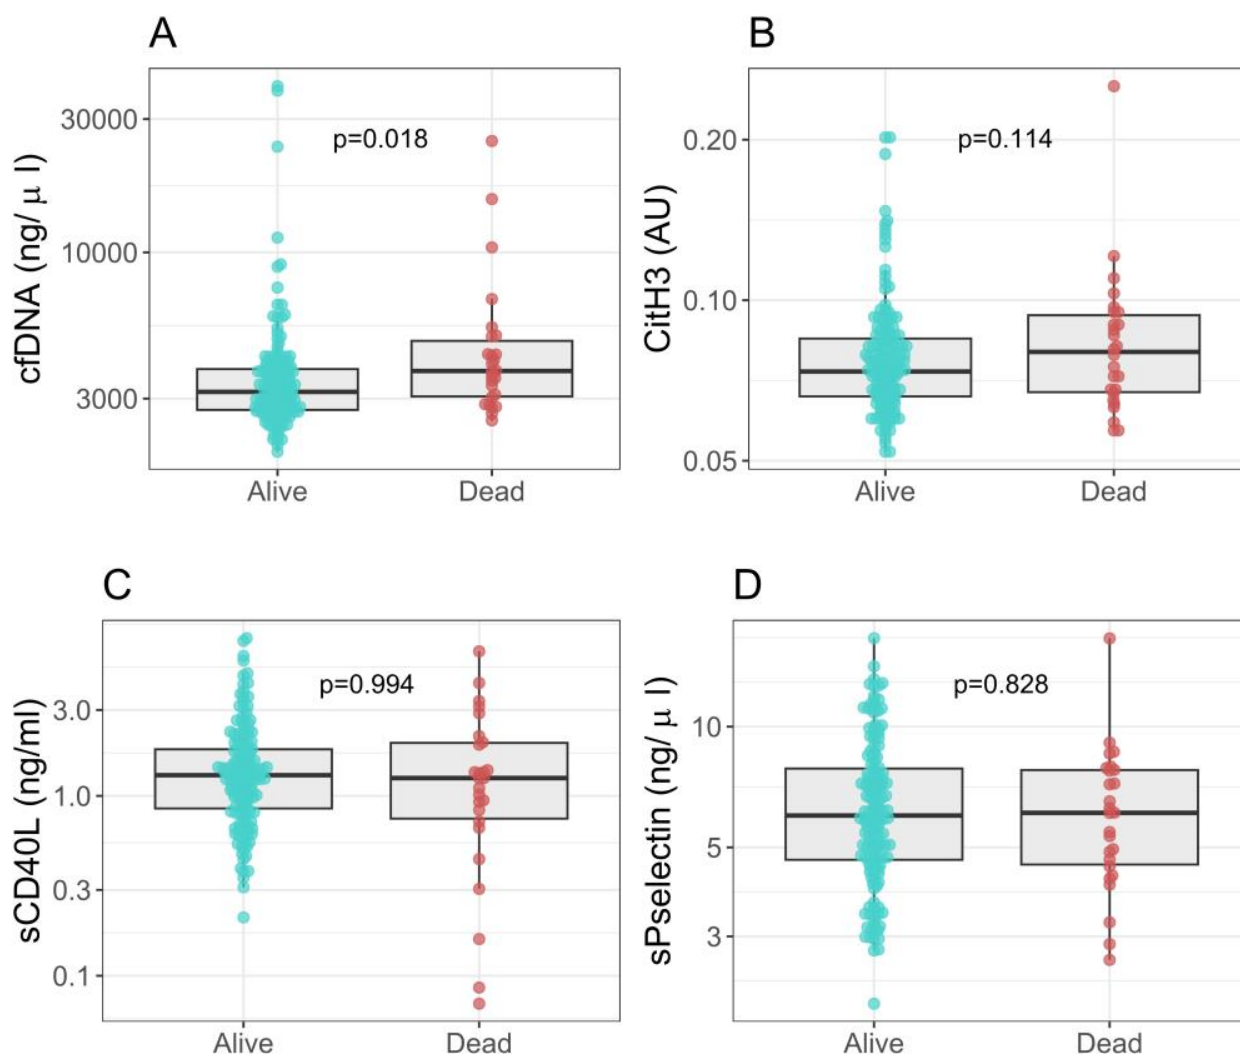 A
cfDNA (ng/ μ l)
30000
10000
3000
p=0.018
Alive
Dead
B
CitH3 (AU)
0.20
0.10
0.05
p=0.114
Alive
Dead
C
sCD40L (ng/ml)
3.0
1.0
0.3
0.1
p=0.994
Alive
Dead
D
sPselectin (ng/ μ l)
10
5
3
p=0.828
Alive
Dead